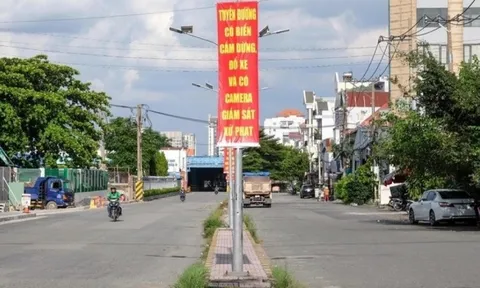 TUYẾN ĐƯỜNG
CÓ BIỂN
CẤM DỪNG,
ĐỖ XE
VÀ CÓ
CAMERA
GIÁM SÁT
XỬ PHẠT